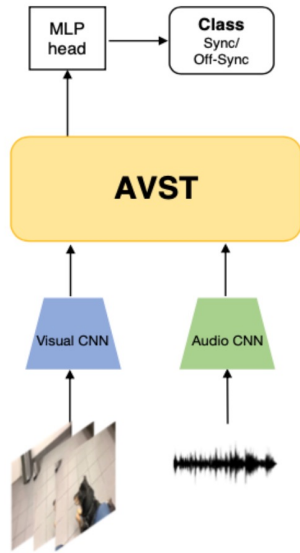 MLP
head
Class
Sync/
Off-Sync
AVST
Visual CNN
Audio CNN